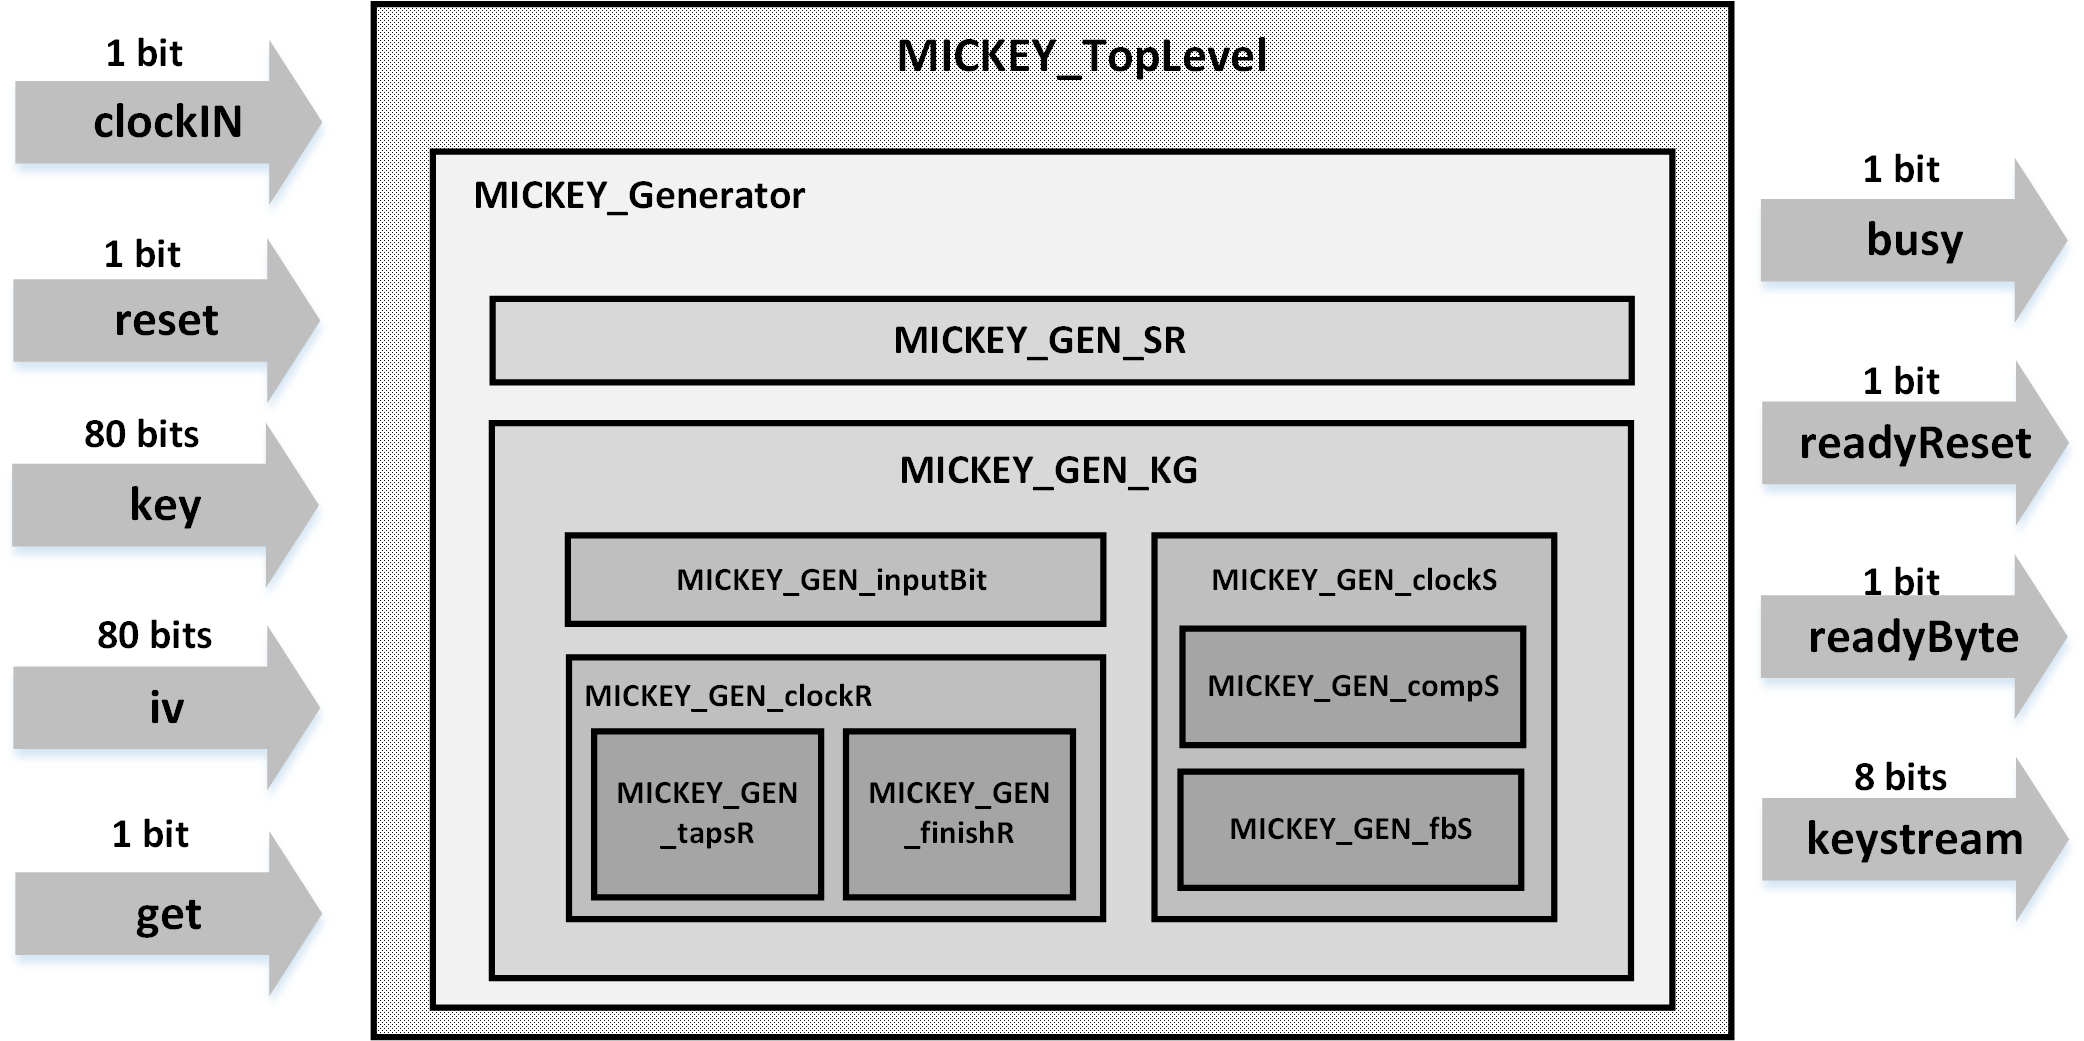 1 bit
clockIN
1 bit
reset
80 bits
key
80 bits
iv
1 bit
get
MICKEY_TopLevel
MICKEY_Generator
MICKEY_GEN_SR
MICKEY_GEN_KG
MICKEY_GEN_inputBit
MICKEY_GEN_clockR
MICKEY_GEN
_tapsR
MICKEY_GEN
_finishR
MICKEY_GEN_clockS
MICKEY_GEN_compS
MICKEY_GEN_fbS
1 bit
busy
1 bit
readyReset
1 bit
readyByte
8 bits
keystream